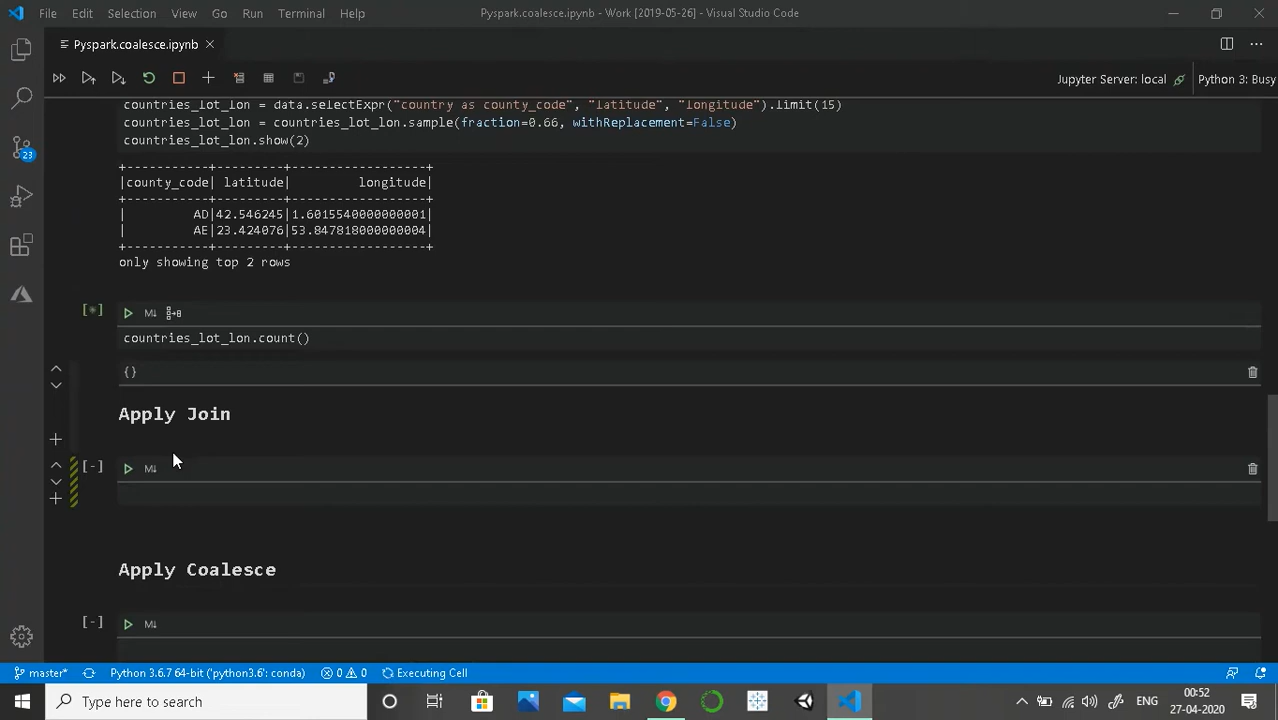 File Edit Selection View Go Run Terminal Help Pyspark.coalesce.ipynb - Work [2019-05-26] - Visual Studio Code
Pyspark.coalesce.ipynb
Jupyter Server: local Python 3: Busy
countries_lot_lon = data.selectExpr("country as county_code", "latitude", "longitude").limit(15)
countries_lot_lon = countries_lot_lon.sample(fraction=0.66, withReplacement=False)
countries_lot_lon.show(2)
+-----------+---------+------------------+
|county_code| latitude|         longitude|
+-----------+---------+------------------+
|         AD|42.546245|1.6015540000000001|
|         AE|23.424076|53.847818000000004|
+-----------+---------+------------------+
only showing top 2 rows
[*] M↓
countries_lot_lon.count()
{}
Apply Join
[-] M↓
Apply Coalesce
[-] M↓
23
master* Python 3.6.7 64-bit ('python3.6': conda) 0 0 Executing Cell
Type here to search
ENG
00:52
27-04-2020